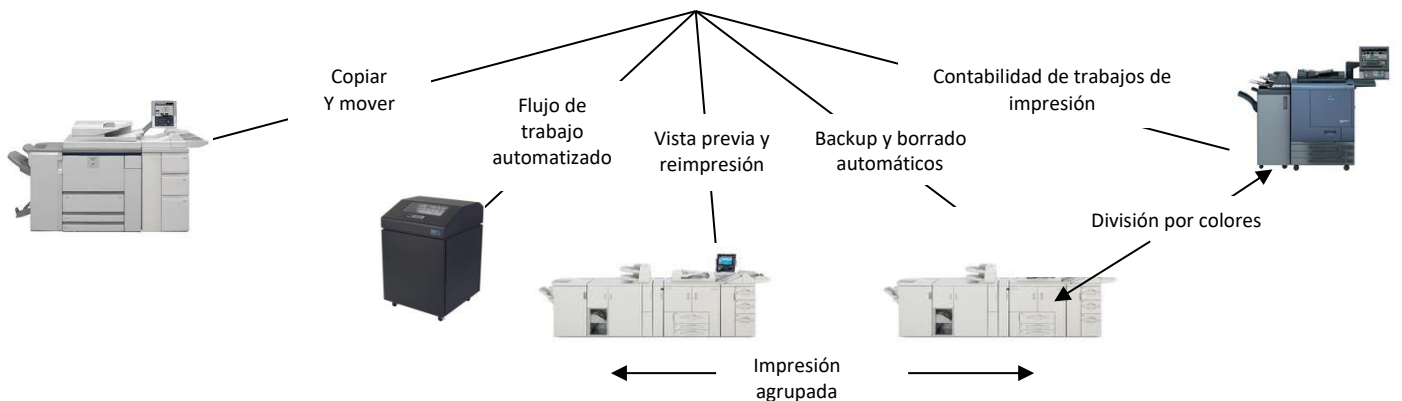 Copiar
Y mover
Flujo de
trabajo
automatizado
Vista previa y
reimpresión
Backup y borrado
automáticos
Contabilidad de trabajos de
impresión
División por colores
Impresión
agrupada